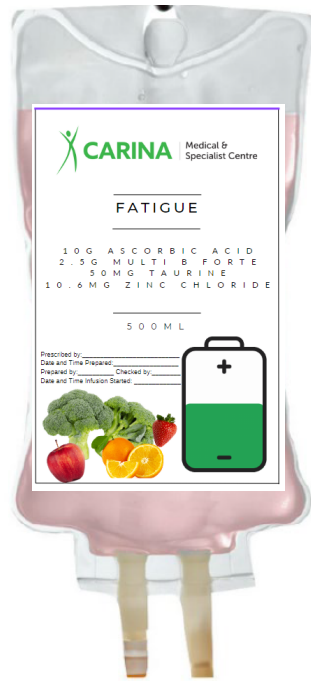 CARINA Medical &
Specialist Centre
FATIGUE
10G ASCORBIC ACID
2.5G MULTI B FORTE
50MG TAURINE
10.6MG ZINC CHLORIDE
500ML
Prescribed by:
Date and Time Prepared:
Prepared by: Checked by:
Date and Time Infusion Started: